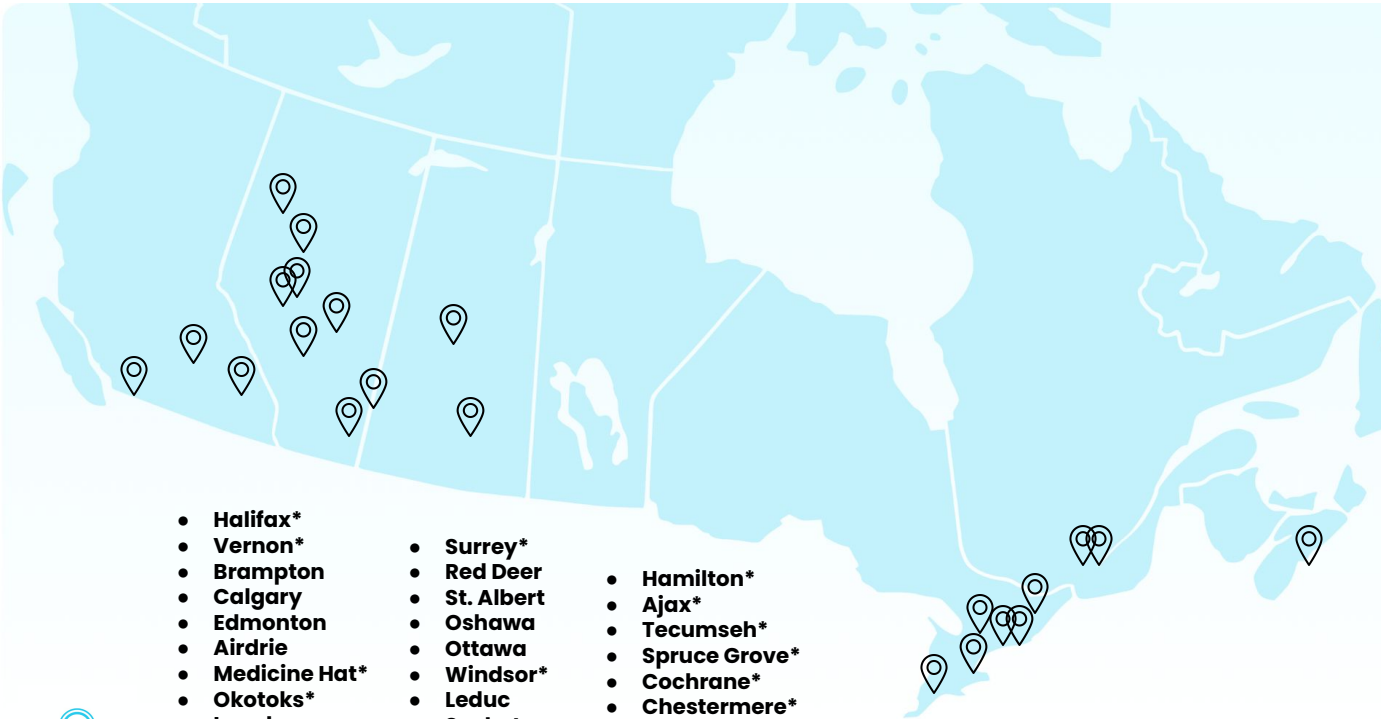 Halifax*
Vernon*
Brampton
Calgary
Edmonton
Airdrie
Medicine Hat*
Okotoks*
Surrey*
Red Deer
St. Albert
Oshawa
Ottawa
Windsor*
Leduc
Hamilton*
Ajax*
Tecumseh*
Spruce Grove*
Cochrane*
Chestermere*